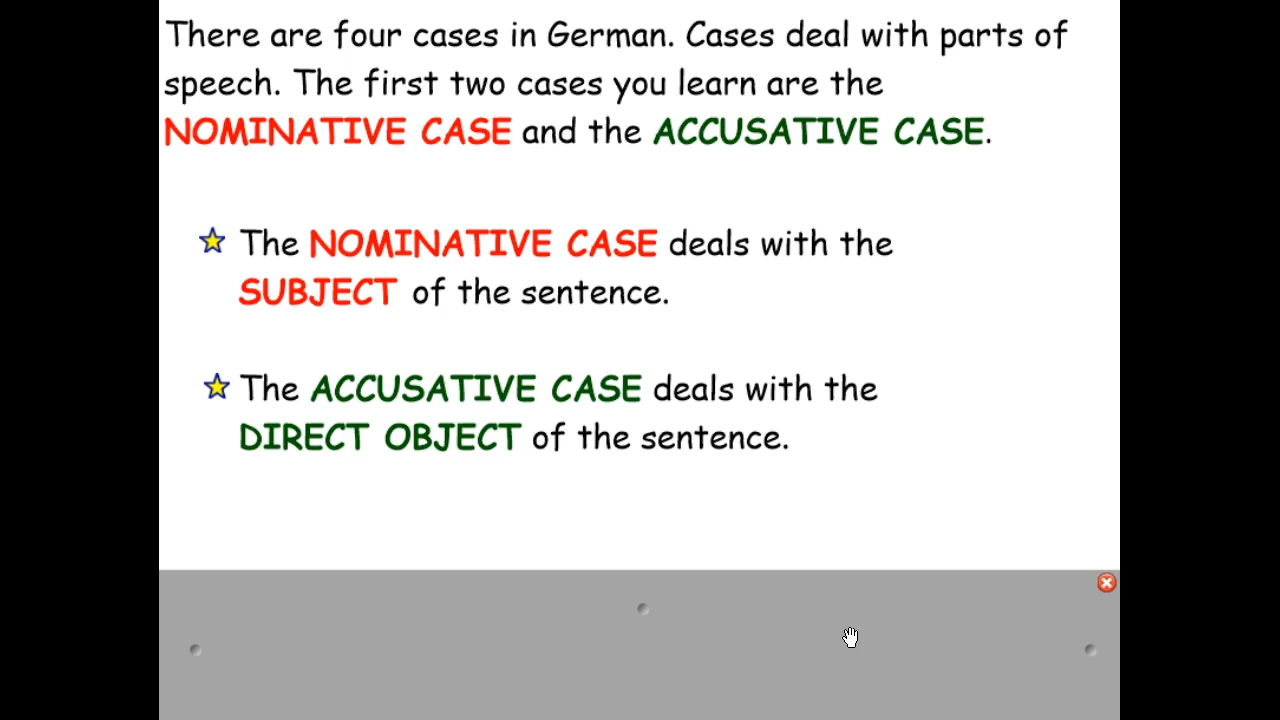 There are four cases in German. Cases deal with parts of
speech. The first two cases you learn are the
NOMINATIVE CASE and the ACCUSATIVE CASE.
The NOMINATIVE CASE deals with the
SUBJECT of the sentence.
The ACCUSATIVE CASE deals with the
DIRECT OBJECT of the sentence.